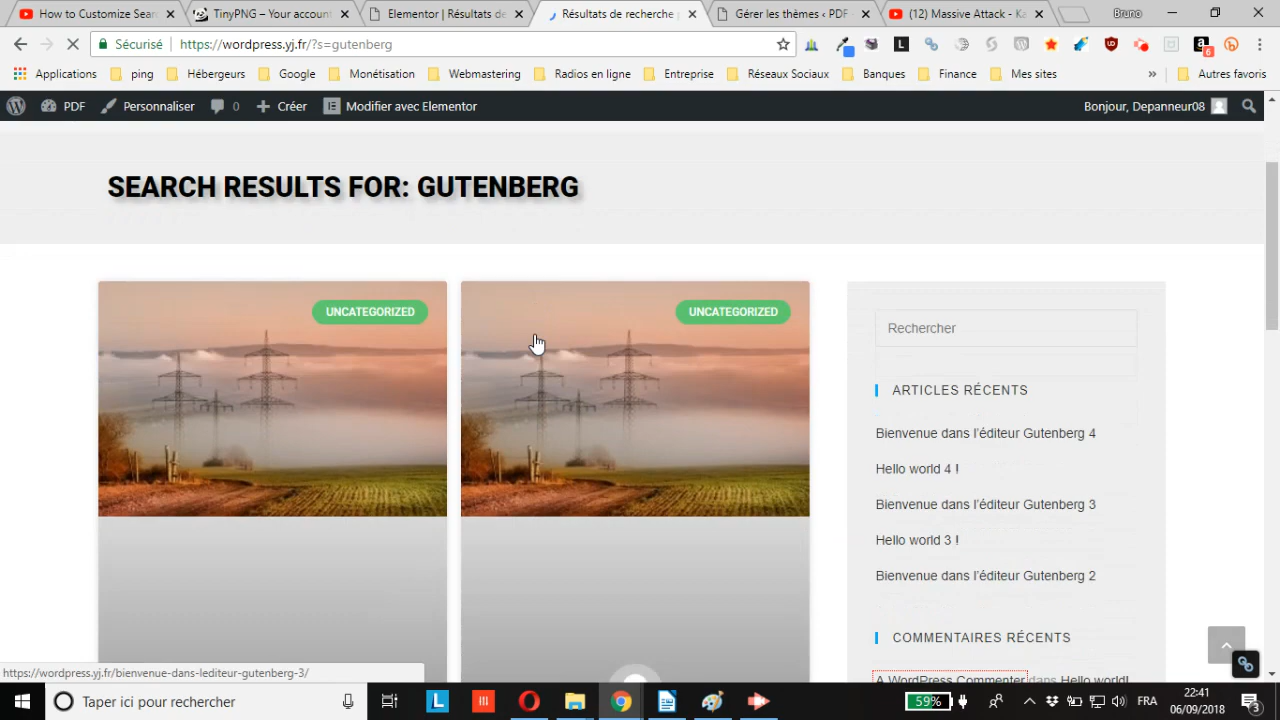 How to Customize Sear
TinyPNG – Your accoun
Elementor | Résultats de
Résultats de recherche
Gérer les thèmes ‹ PDF
(12) Massive Attack - Ka
Bruno
Sécurisé
https://wordpress.yj.fr/?s=gutenberg
6
Applications
ping
Hébergeurs
Google
Monétisation
Webmastering
Radios en ligne
Entreprise
Réseaux Sociaux
Banques
Finance
Mes sites
»
Autres favoris
PDF
Personnaliser
0
Créer
Modifier avec Elementor
Bonjour, Depanneur08
SEARCH RESULTS FOR: GUTENBERG
UNCATEGORIZED
UNCATEGORIZED
Rechercher
ARTICLES RÉCENTS
Bienvenue dans l'éditeur Gutenberg 4
Hello world 4 !
Bienvenue dans l'éditeur Gutenberg 3
Hello world 3 !
Bienvenue dans l'éditeur Gutenberg 2
COMMENTAIRES RÉCENTS
A WordPress Commenter dans Hello world!
https://wordpress.yj.fr/bienvenue-dans-lediteur-gutenberg-3/
Taper ici pour rechercher
59%
FRA
22:41
06/09/2018
3